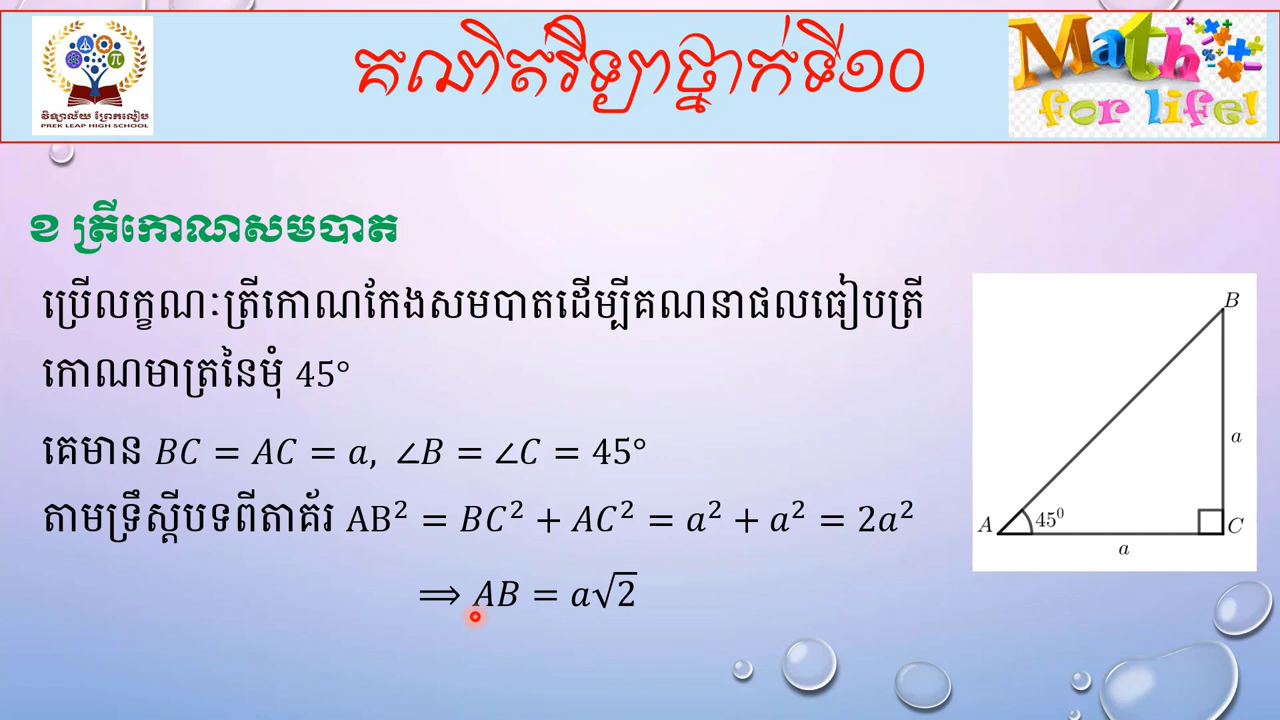 វិទ្យាល័យ ព្រែកលៀប
PREK LEAP HIGH SCHOOL
គណិតវិទ្យាថ្នាក់ទី១០
Math
for life!
ខ ត្រីកោណសមបាត
ប្រើលក្ខណៈត្រីកោណកែងសមបាតដើម្បីគណនាផលធៀបត្រី
កោណមាត្រនៃមុំ 45°
គេមាន BC = AC = a, ∠B = ∠C = 45°
តាមទ្រឹស្តីបទពីតាគ័រ AB² = BC² + AC² = a² + a² = 2a²
⟹ AB = a√2
B
a
A 45⁰ C
a